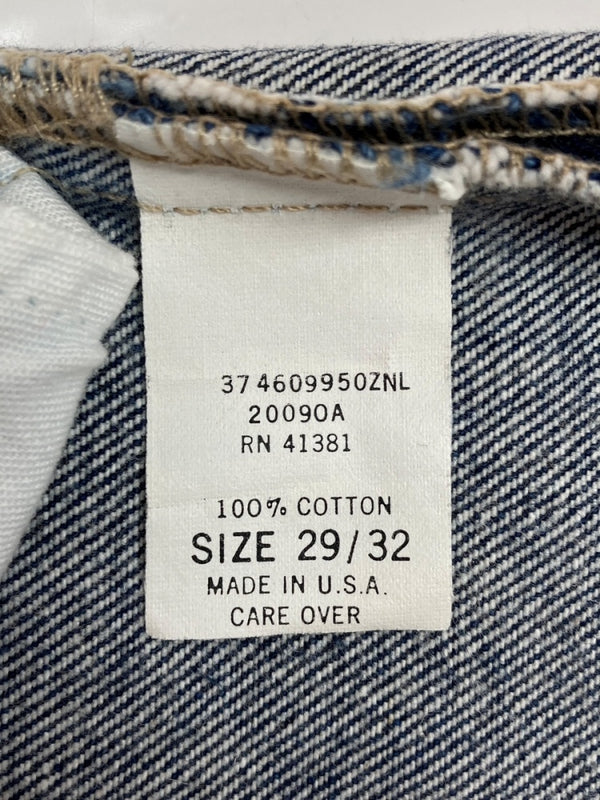 374609950ZNL
20090A
RN 41381
100% COTTON
SIZE 29/32
MADE IN U.S.A.
CARE OVER